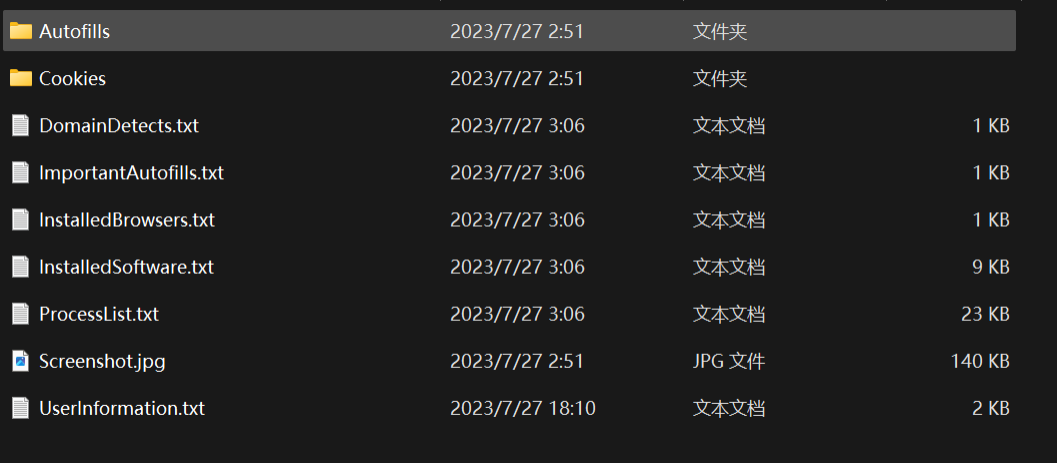 Autofills 2023/7/27 2:51 文件夹
Cookies 2023/7/27 2:51 文件夹
DomainDetects.txt 2023/7/27 3:06 文本文档 1 KB
ImportantAutofills.txt 2023/7/27 3:06 文本文档 1 KB
InstalledBrowsers.txt 2023/7/27 3:06 文本文档 1 KB
InstalledSoftware.txt 2023/7/27 3:06 文本文档 9 KB
ProcessList.txt 2023/7/27 3:06 文本文档 23 KB
Screenshot.jpg 2023/7/27 2:51 JPG 文件 140 KB
UserInformation.txt 2023/7/27 18:10 文本文档 2 KB